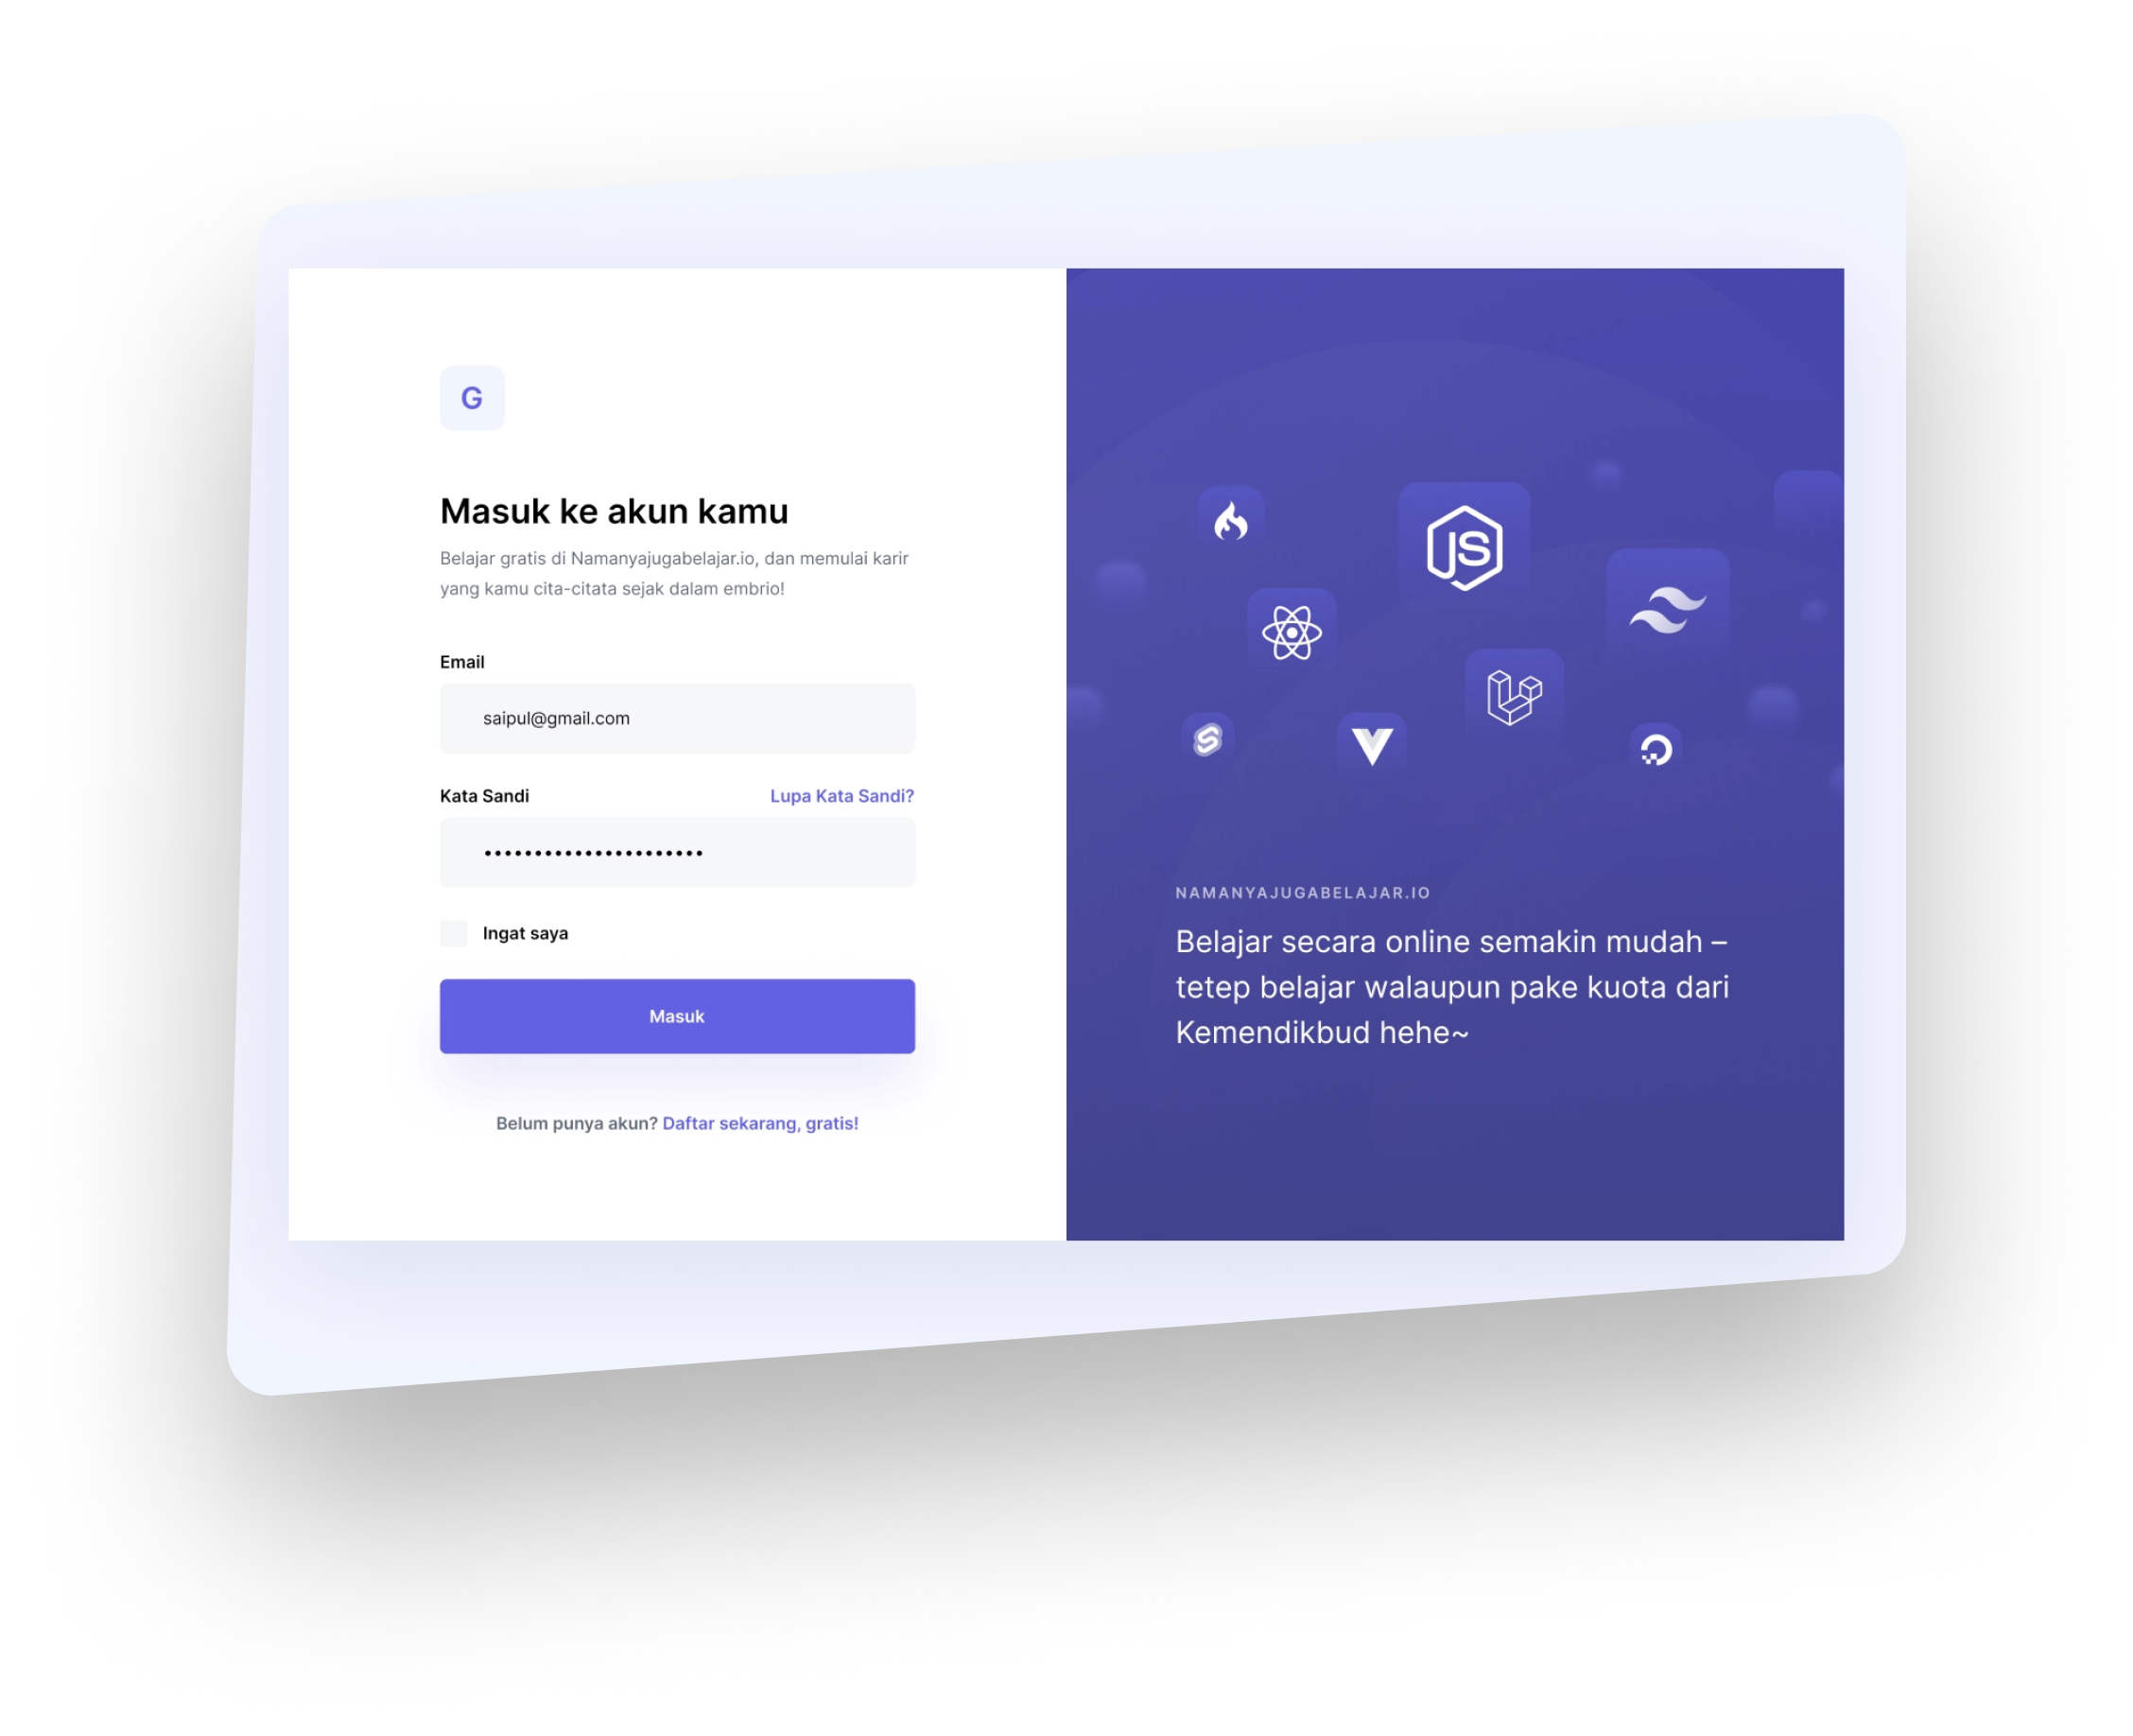 G
Masuk ke akun kamu
Belajar gratis di Namanyajugabelajar.io, dan memulai karir
yang kamu cita-citata sejak dalam embrio!
Email
saipul@gmail.com
Kata Sandi
Lupa Kata Sandi?
••••••••••••••••••••••
Ingat saya
Masuk
Belum punya akun? Daftar sekarang, gratis!
JS
NAMANYAJUGABELAJAR.IO
Belajar secara online semakin mudah –
tetep belajar walaupun pake kuota dari
Kemendikbud hehe~